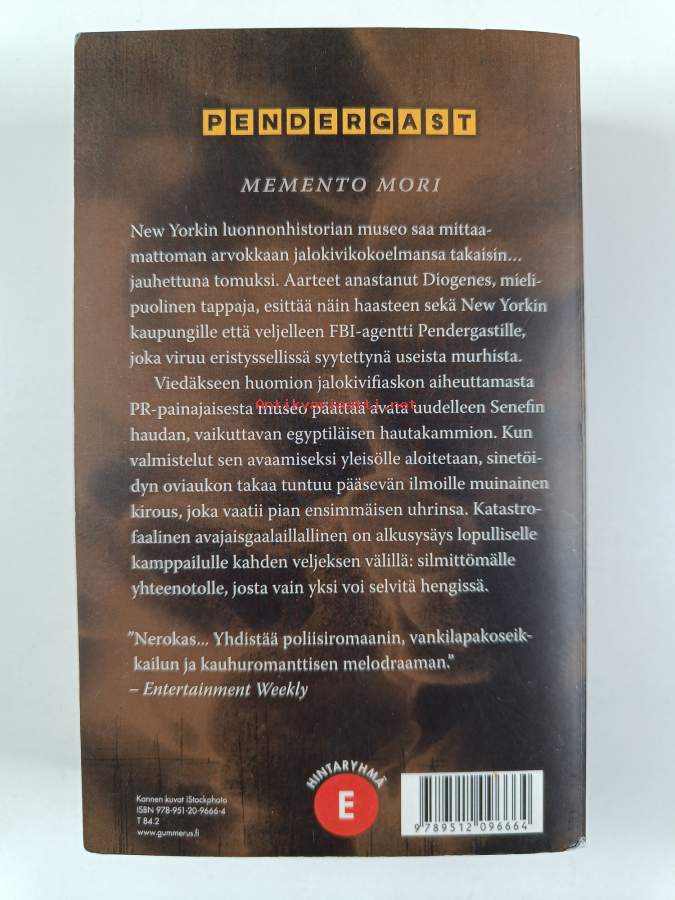 PENDERGAST
MEMENTO MORI
New Yorkin luonnonhistorian museo saa mittaa-
mattoman arvokkaan jalokivikokoelmansa takaisin...
jauhettuna tomuksi. Aarteet anastanut Diogenes, mieli-
puolinen tappaja, esittää näin haasteen sekä New Yorkin
kaupungille että veljelleen FBI-agentti Pendergastille,
joka viruu eristyssellissä syytettynä useista murhista.
Viedäkseen huomion jalokivifiaskon aiheuttamasta
Antikvariaatti.net
PR-painajaisesta museo päättää avata uudelleen Senefin
haudan, vaikuttavan egyptiläisen hautakammion. Kun
valmistelut sen avaamiseksi yleisölle aloitetaan, sinetöi-
dyn oviaukon takaa tuntuu pääsevän ilmoille muinainen
kirous, joka vaatii pian ensimmäisen uhrinsa. Katastro-
faalinen avajaisgaalaillallinen on alkusysäys lopulliselle
kamppailulle kahden veljeksen välillä: silmittömälle
yhteenotolle, josta vain yksi voi selvitä hengissä.
"Nerokas... Yhdistää poliisiromaanin, vankilapakoseik-
kailun ja kauhuromanttisen melodraaman."
– Entertainment Weekly
Kannen kuvat iStockphoto
ISBN 978-951-20-9666-4
T 84.2
www.gummerus.fi
HINTARYHMÄ
E
9 789512 096664